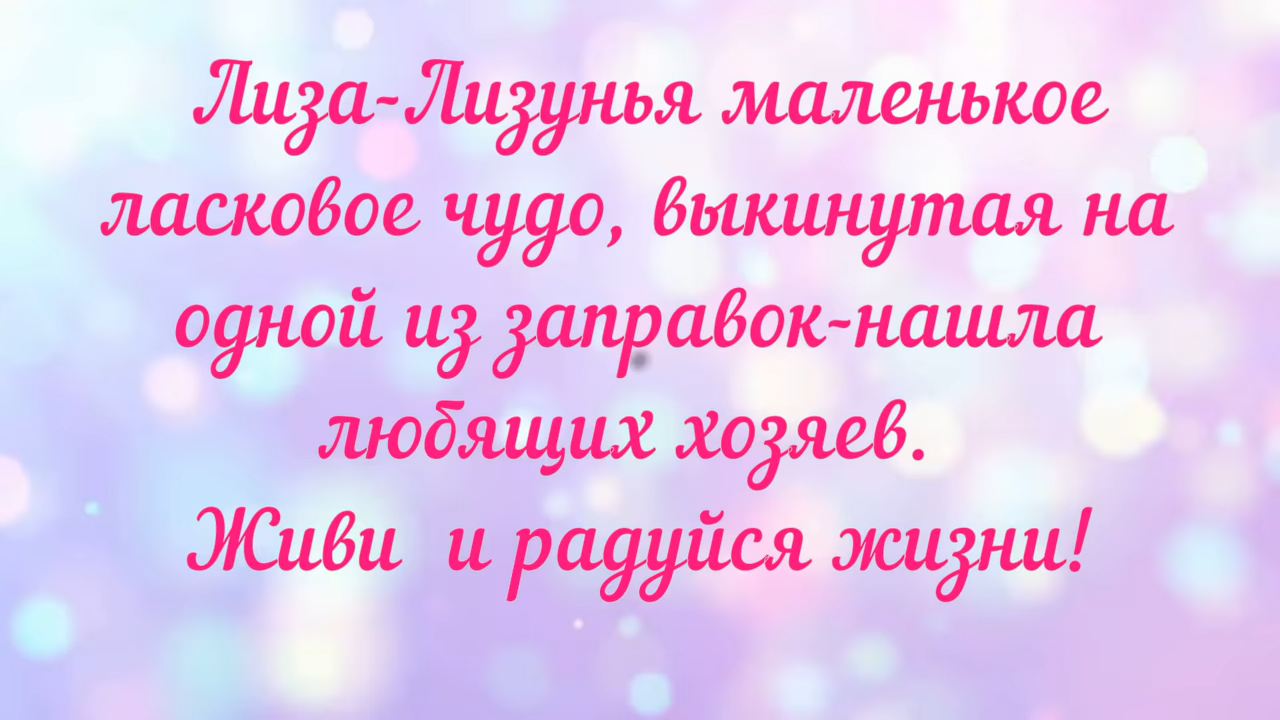 Лиза-Лизунья маленькое
ласковое чудо, выкинутая на
одной из заправок-нашла
любящих хозяев.
Живи  и радуйся жизни!